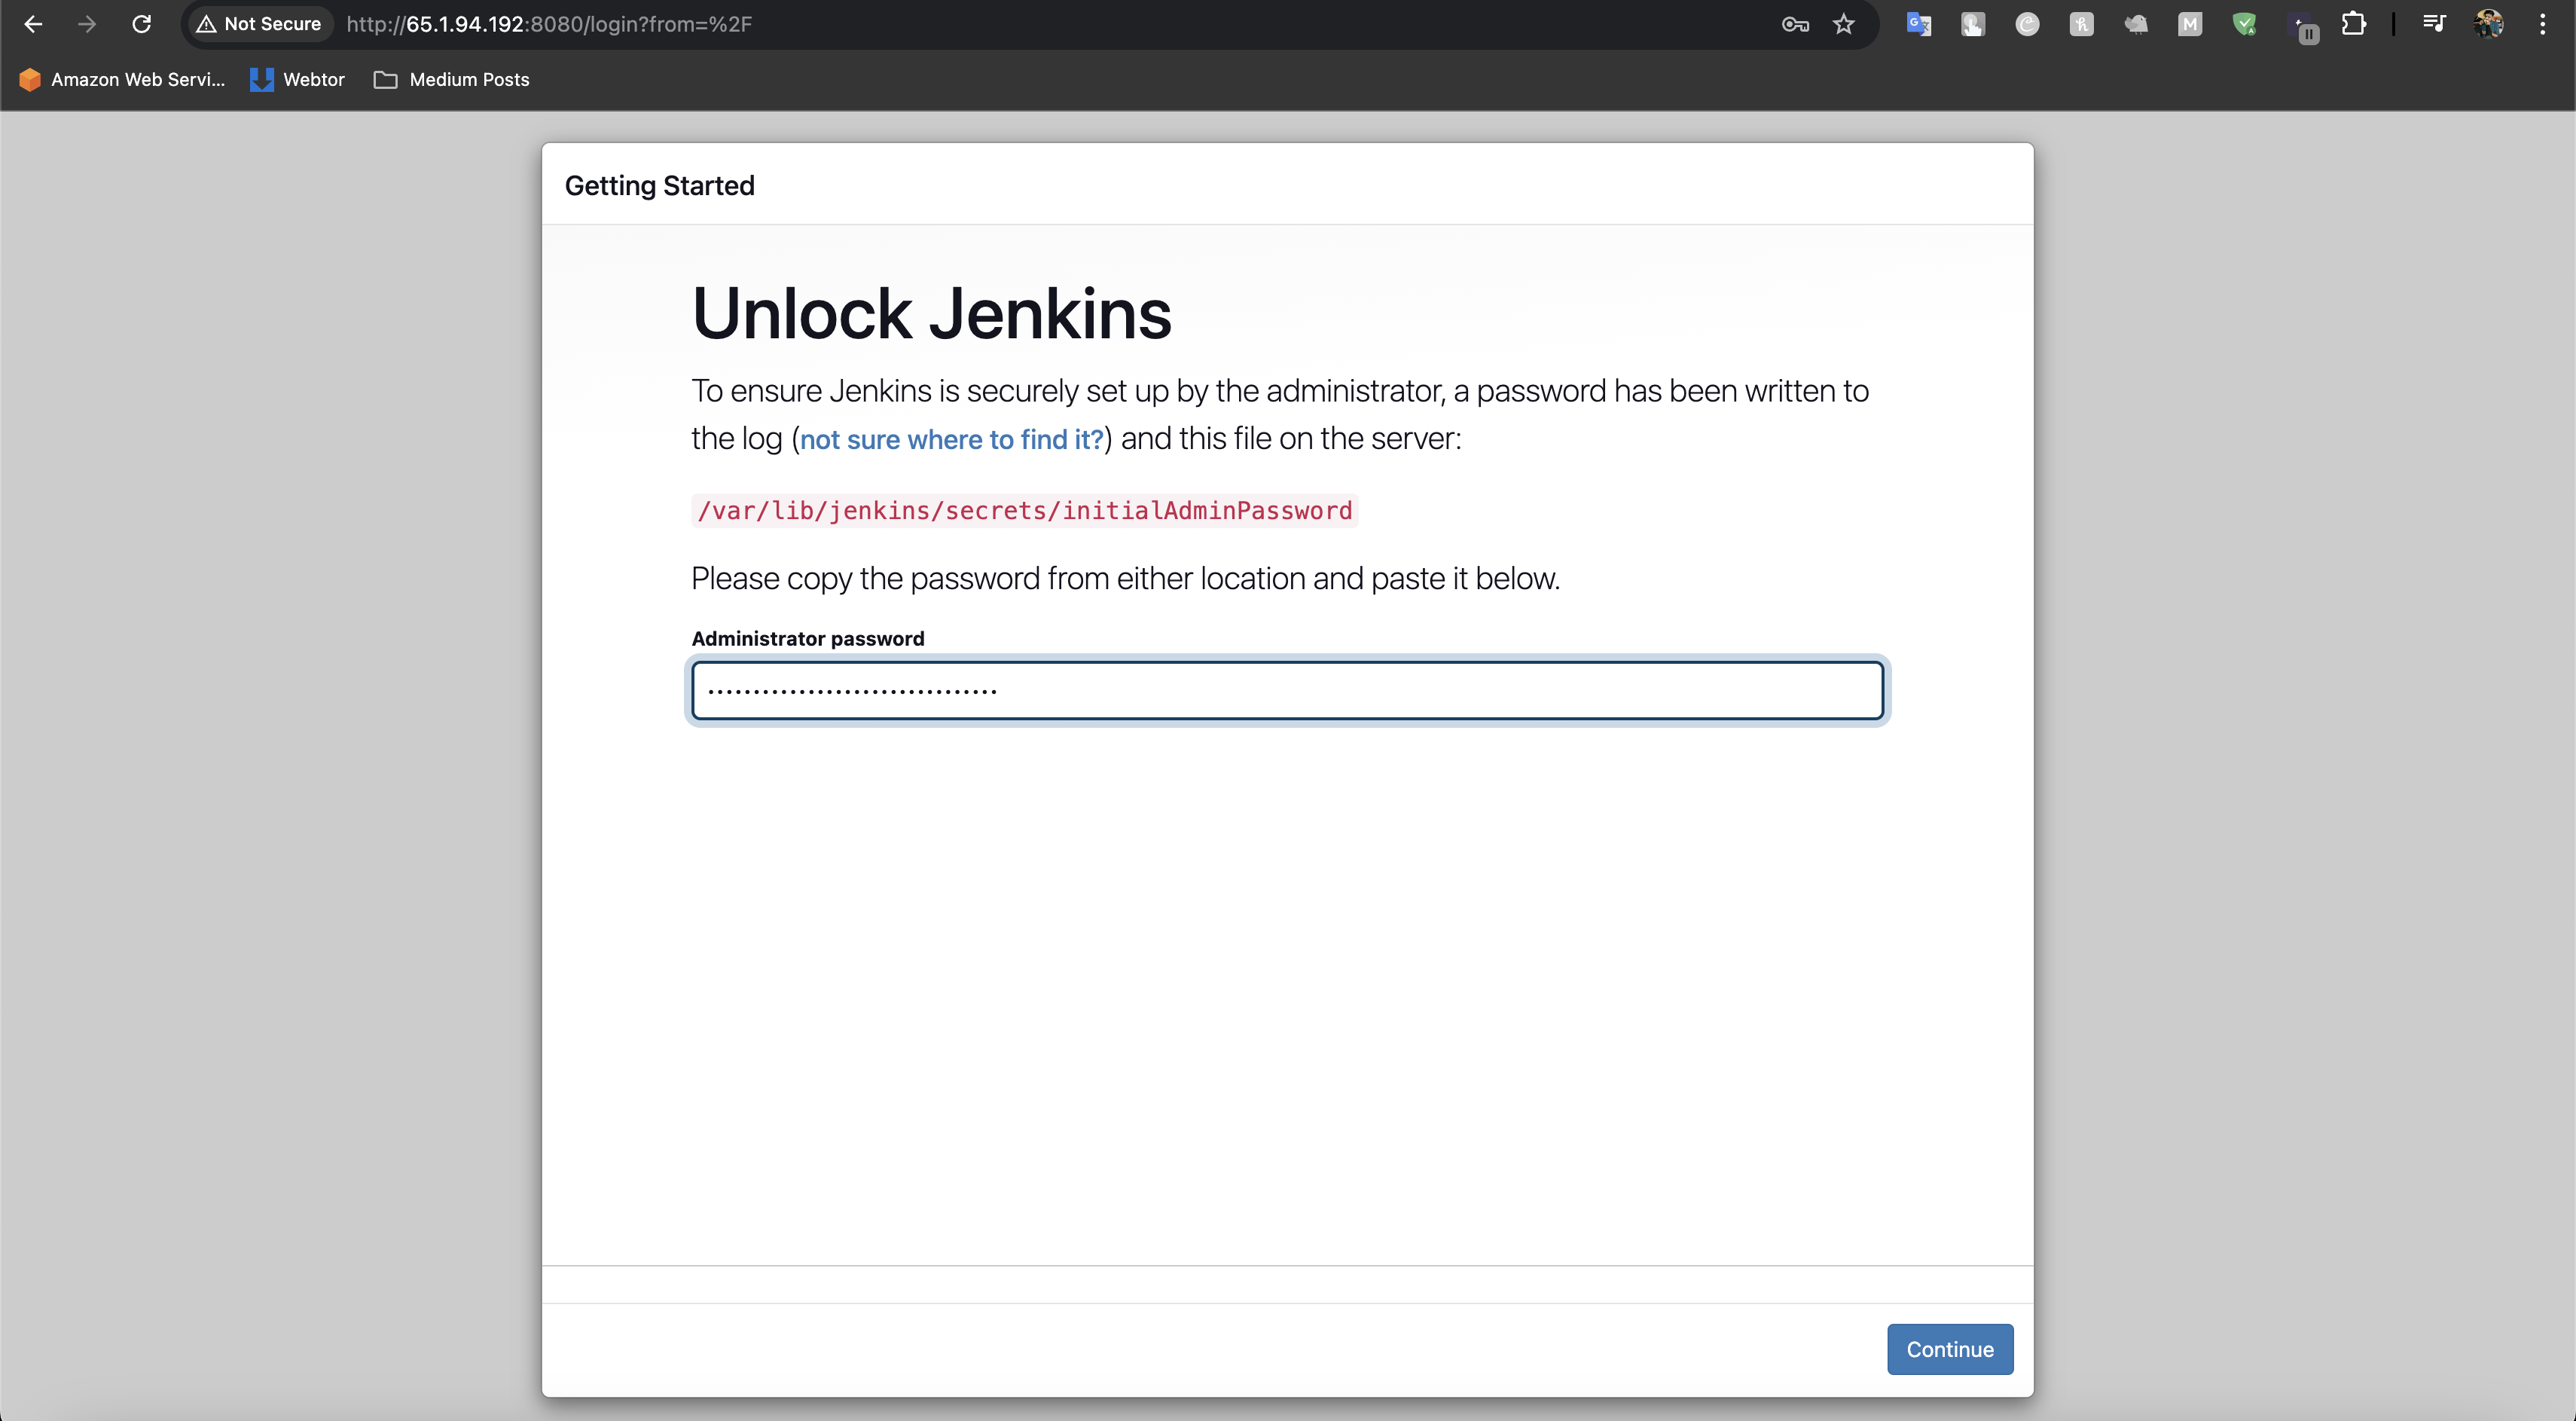 Not Secure http://65.1.94.192:8080/login?from=%2F
Amazon Web Servi... Webtor Medium Posts
Getting Started
Unlock Jenkins
To ensure Jenkins is securely set up by the administrator, a password has been written to
the log (not sure where to find it?) and this file on the server:
/var/lib/jenkins/secrets/initialAdminPassword
Please copy the password from either location and paste it below.
Administrator password
••••••••••••••••••••••••••••••••
Continue